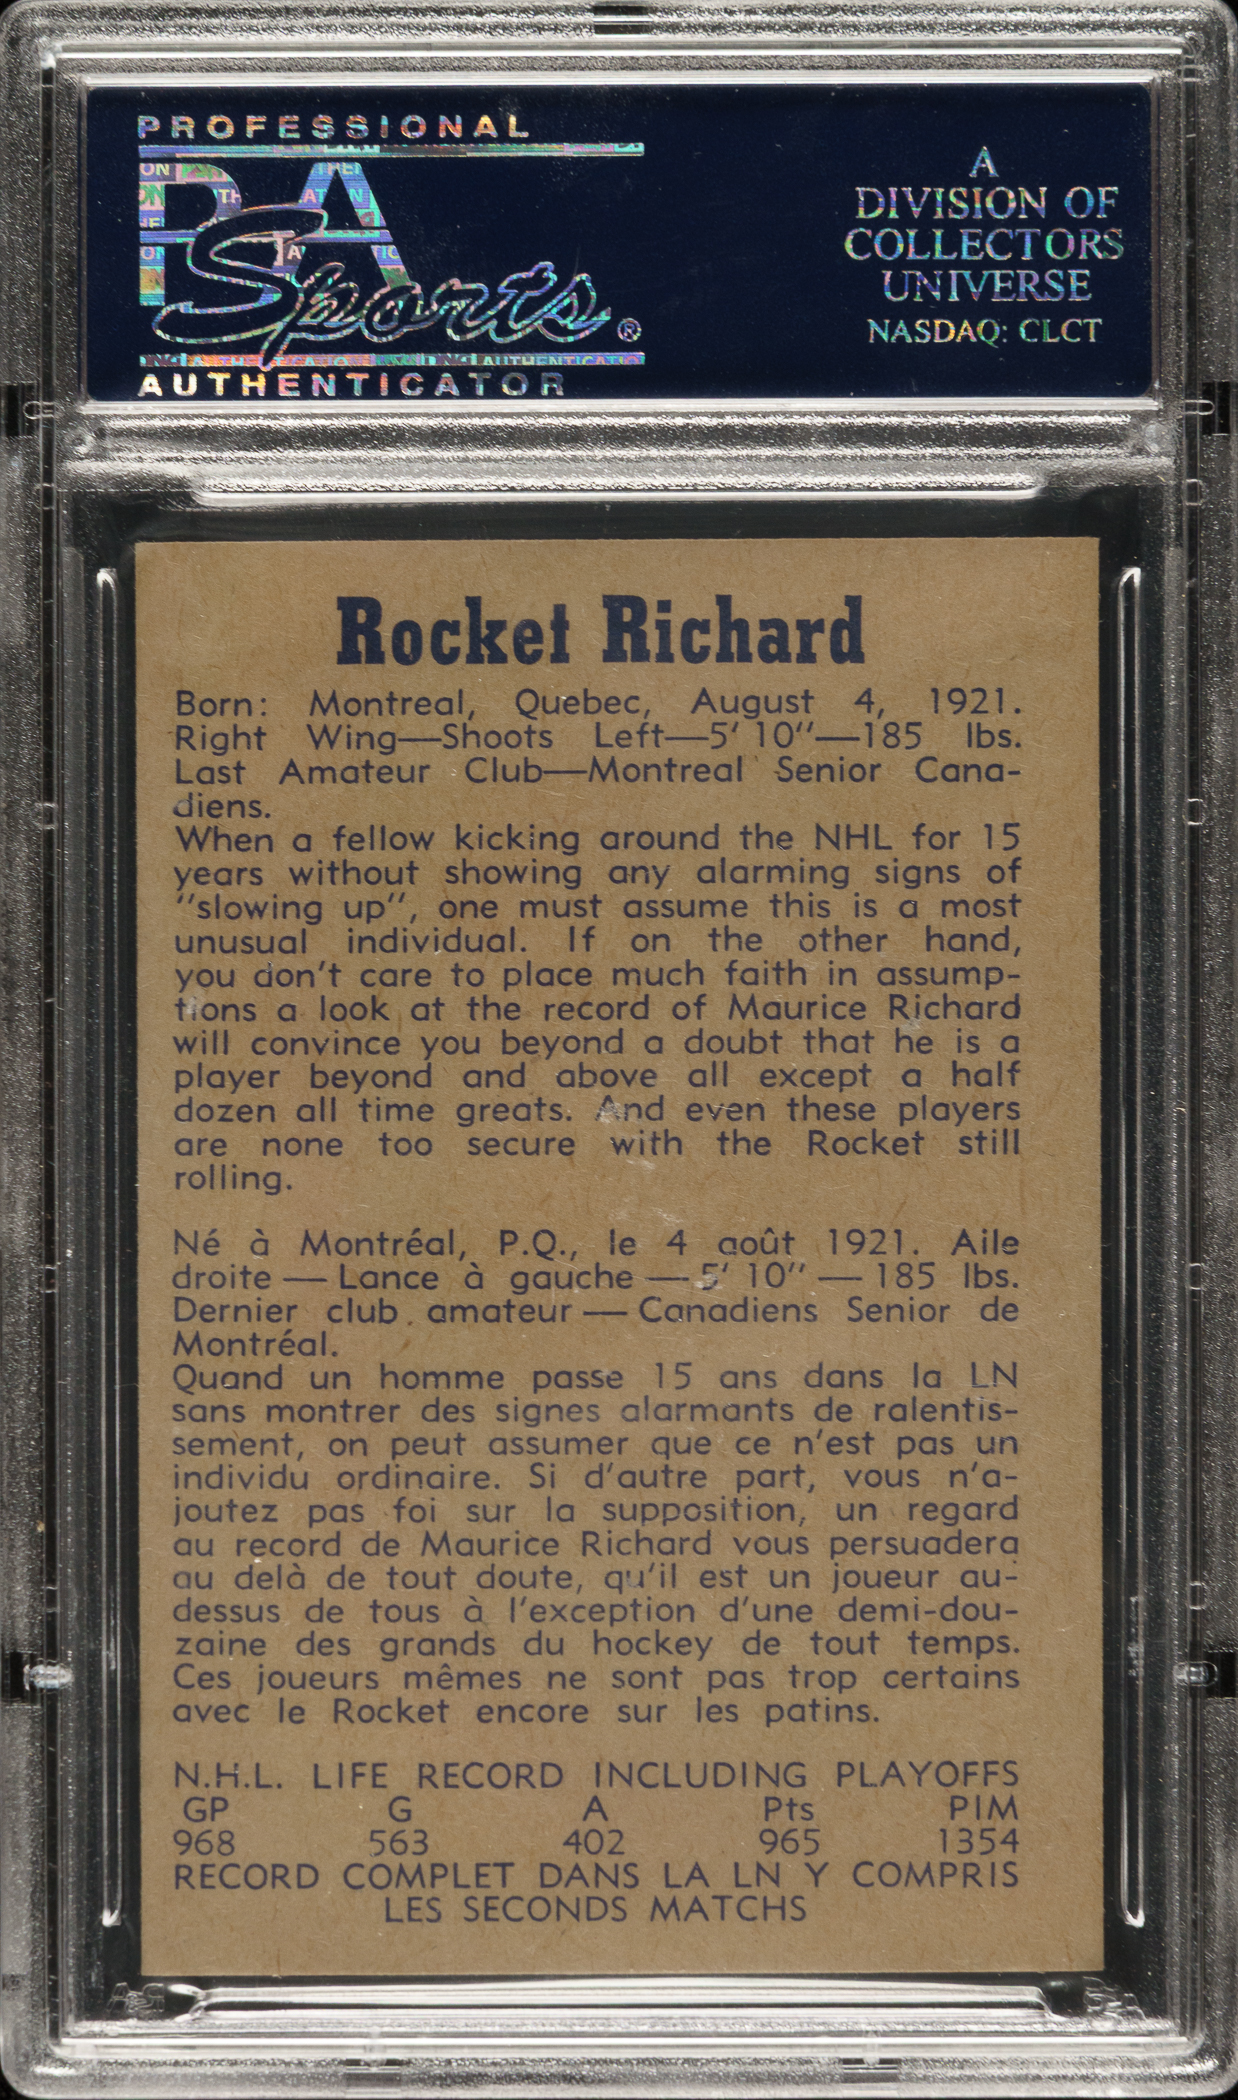 PROFESSIONAL
PSA
Sports®
AUTHENTICATOR
A
DIVISION OF
COLLECTORS
UNIVERSE
NASDAQ: CLCT
Rocket Richard
Born: Montreal, Quebec, August 4, 1921.
Right Wing—Shoots Left—5' 10"—185 lbs.
Last Amateur Club—Montreal Senior Cana-
diens.
When a fellow kicking around the NHL for 15
years without showing any alarming signs of
"slowing up", one must assume this is a most
unusual individual. If on the other hand,
you don't care to place much faith in assump-
tions a look at the record of Maurice Richard
will convince you beyond a doubt that he is a
player beyond and above all except a half
dozen all time greats. And even these players
are none too secure with the Rocket still
rolling.
Né à Montréal, P.Q., le 4 août 1921. Aile
droite — Lance à gauche — 5' 10" — 185 lbs.
Dernier club amateur — Canadiens Senior de
Montréal.
Quand un homme passe 15 ans dans la LN
sans montrer des signes alarmants de ralentis-
sement, on peut assumer que ce n'est pas un
individu ordinaire. Si d'autre part, vous n'a-
joutez pas foi sur la supposition, un regard
au record de Maurice Richard vous persuadera
au delà de tout doute, qu'il est un joueur au-
dessus de tous à l'exception d'une demi-dou-
zaine des grands du hockey de tout temps.
Ces joueurs mêmes ne sont pas trop certains
avec le Rocket encore sur les patins.
N.H.L. LIFE RECORD INCLUDING PLAYOFFS
GP G A Pts PIM
968 563 402 965 1354
RECORD COMPLET DANS LA LN Y COMPRIS
LES SECONDS MATCHS